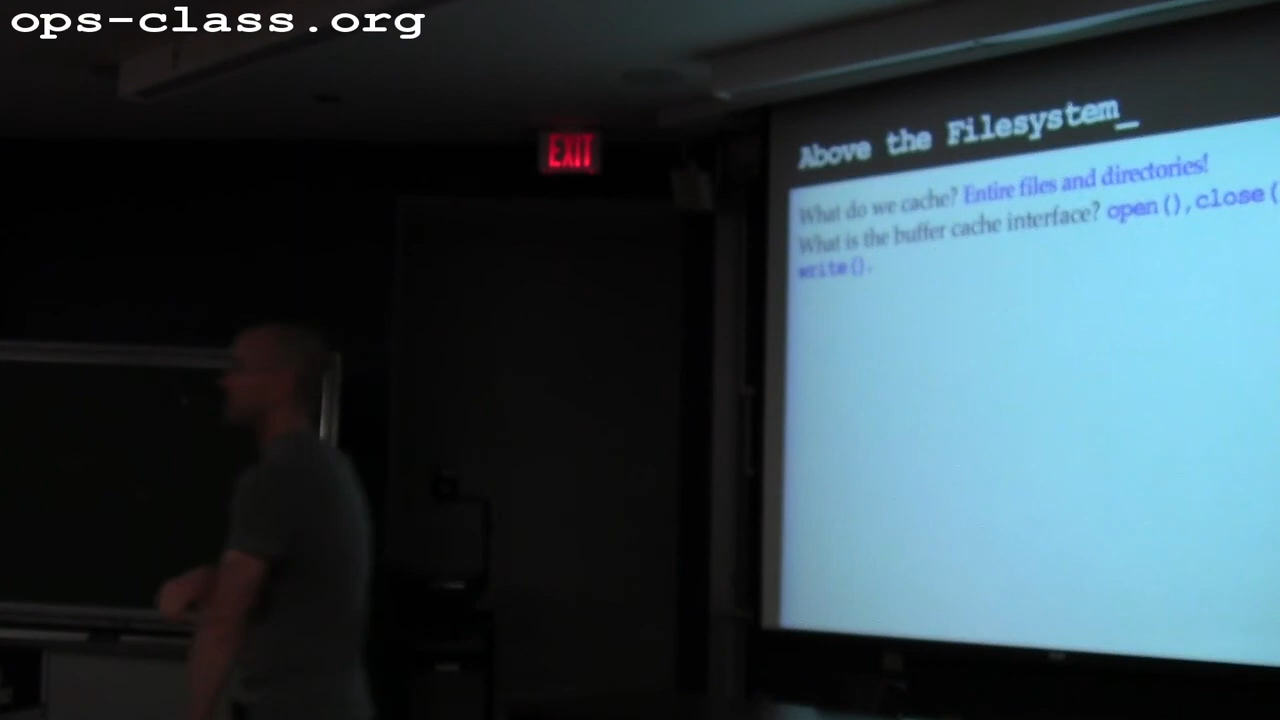 ops-class.org
EXIT
Above the Filesystem_
What do we cache? Entire files and directories!
What is the buffer cache interface? open(),close(
write().